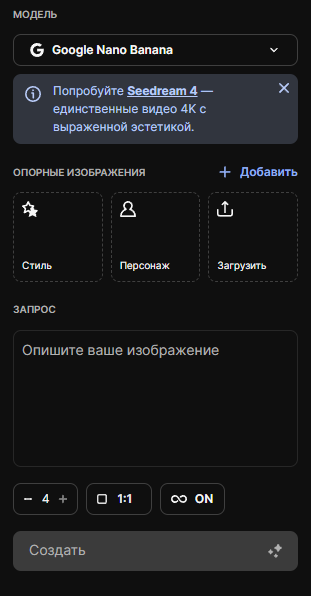 МОДЕЛЬ
Google Nano Banana
Попробуйте Seedream 4 —
единственные видео 4К с
выраженной эстетикой.
ОПОРНЫЕ ИЗОБРАЖЕНИЯ + Добавить
Стиль Персонаж Загрузить
ЗАПРОС
Опишите ваше изображение
− 4 + 1:1 ON
Создать